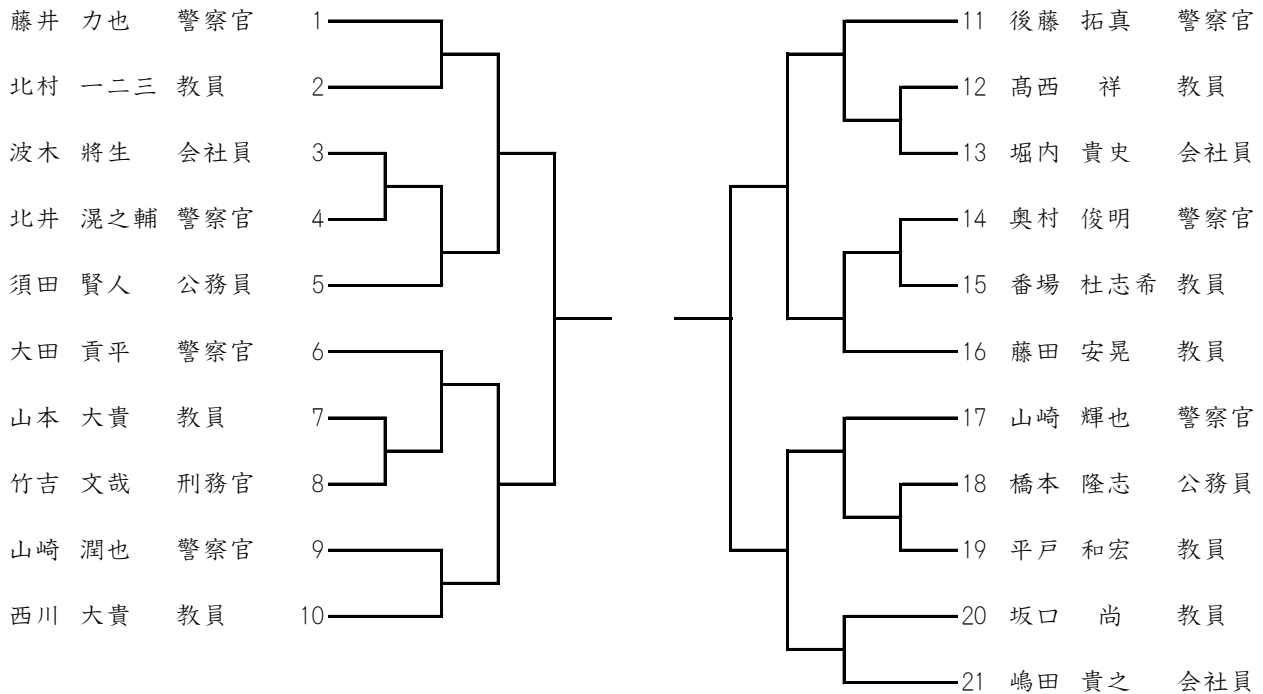 藤井 力也 警察官 1
北村 一二三 教員 2
波木 將生 会社員 3
北井 滉之輔 警察官 4
須田 賢人 公務員 5
大田 貢平 警察官 6
山本 大貴 教員 7
竹吉 文哉 刑務官 8
山崎 潤也 警察官 9
西川 大貴 教員 10
11 後藤 拓真 警察官
12 髙西 祥 教員
13 堀内 貴史 会社員
14 奥村 俊明 警察官
15 番場 杜志希 教員
16 藤田 安晃 教員
17 山崎 輝也 警察官
18 橋本 隆志 公務員
19 平戸 和宏 教員
20 坂口 尚 教員
21 嶋田 貴之 会社員